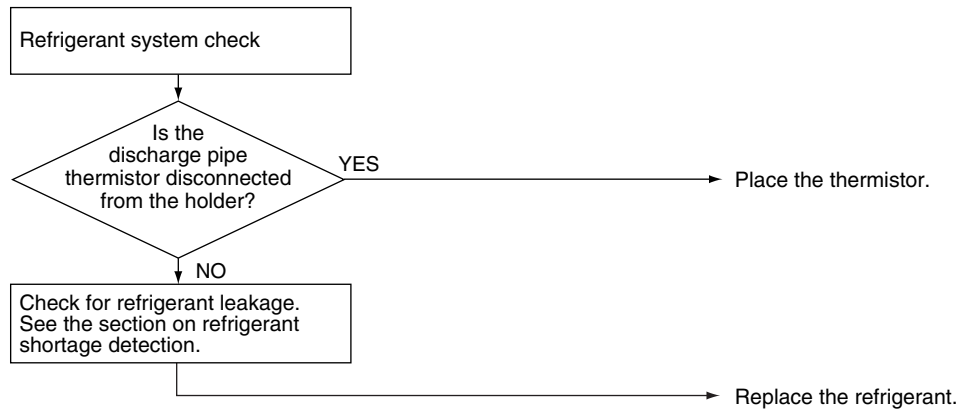 Refrigerant system check
Is the
discharge pipe
thermistor disconnected
from the holder?
YES
Place the thermistor.
NO
Check for refrigerant leakage.
See the section on refrigerant
shortage detection.
Replace the refrigerant.